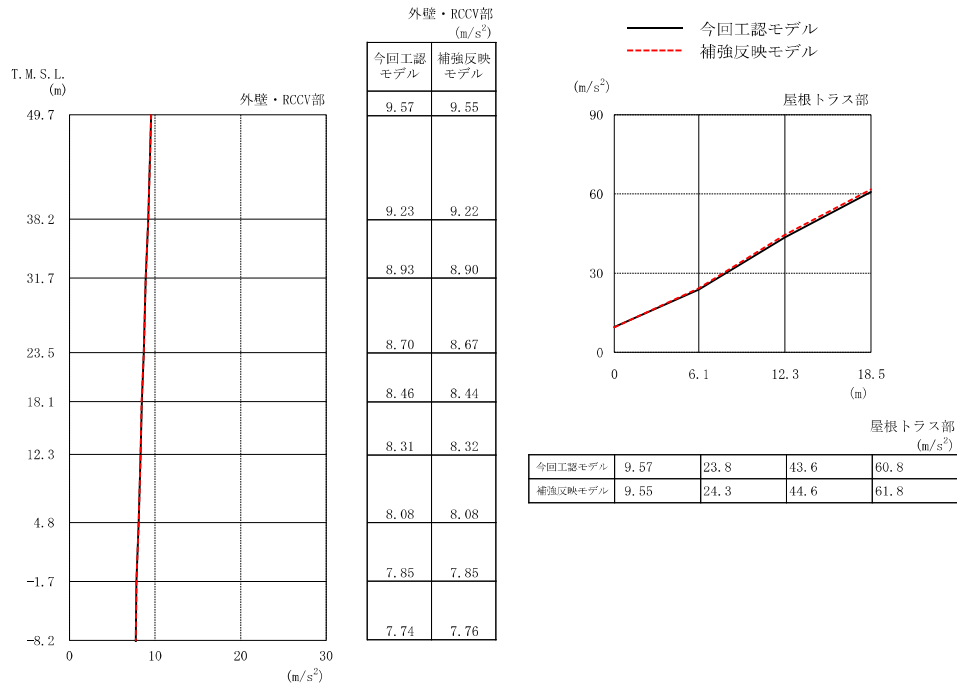 外壁・RCCV部
(m/s²)
今回工認モデル
補強反映モデル
今回工認
モデル
補強反映
モデル
T.M.S.L.
(m)
外壁・RCCV部
9.57 9.55
9.23 9.22
8.93 8.90
8.70 8.67
8.46 8.44
8.31 8.32
8.08 8.08
7.85 7.85
7.74 7.76
49.7
38.2
31.7
23.5
18.1
12.3
4.8
-1.7
-8.2
0 10 20 30
(m/s²)
(m/s²)
屋根トラス部
90
60
30
0
0 6.1 12.3 18.5
(m)
屋根トラス部
(m/s²)
今回工認モデル 9.57 23.8 43.6 60.8
補強反映モデル 9.55 24.3 44.6 61.8